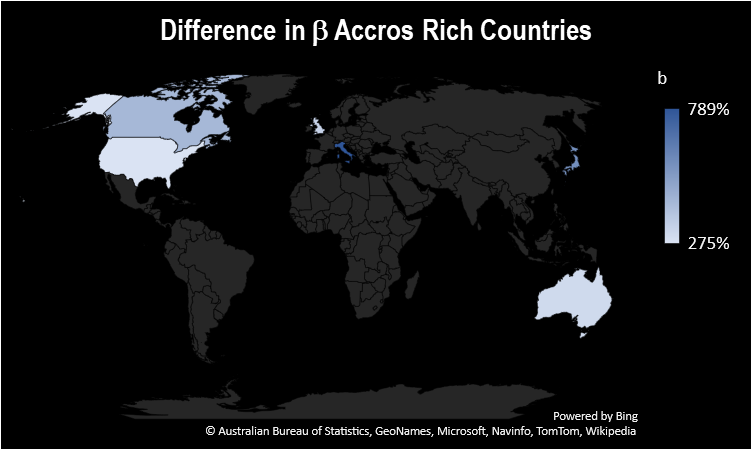 Difference in β Accros Rich Countries
b
789%
275%
Powered by Bing
© Australian Bureau of Statistics, GeoNames, Microsoft, Navinfo, TomTom, Wikipedia